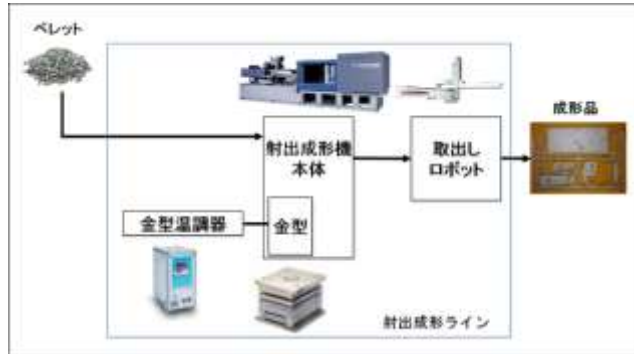 ペレット
成形品
射出成形機
本体
取出し
ロボット
金型温調器
金型
射出成形ライン